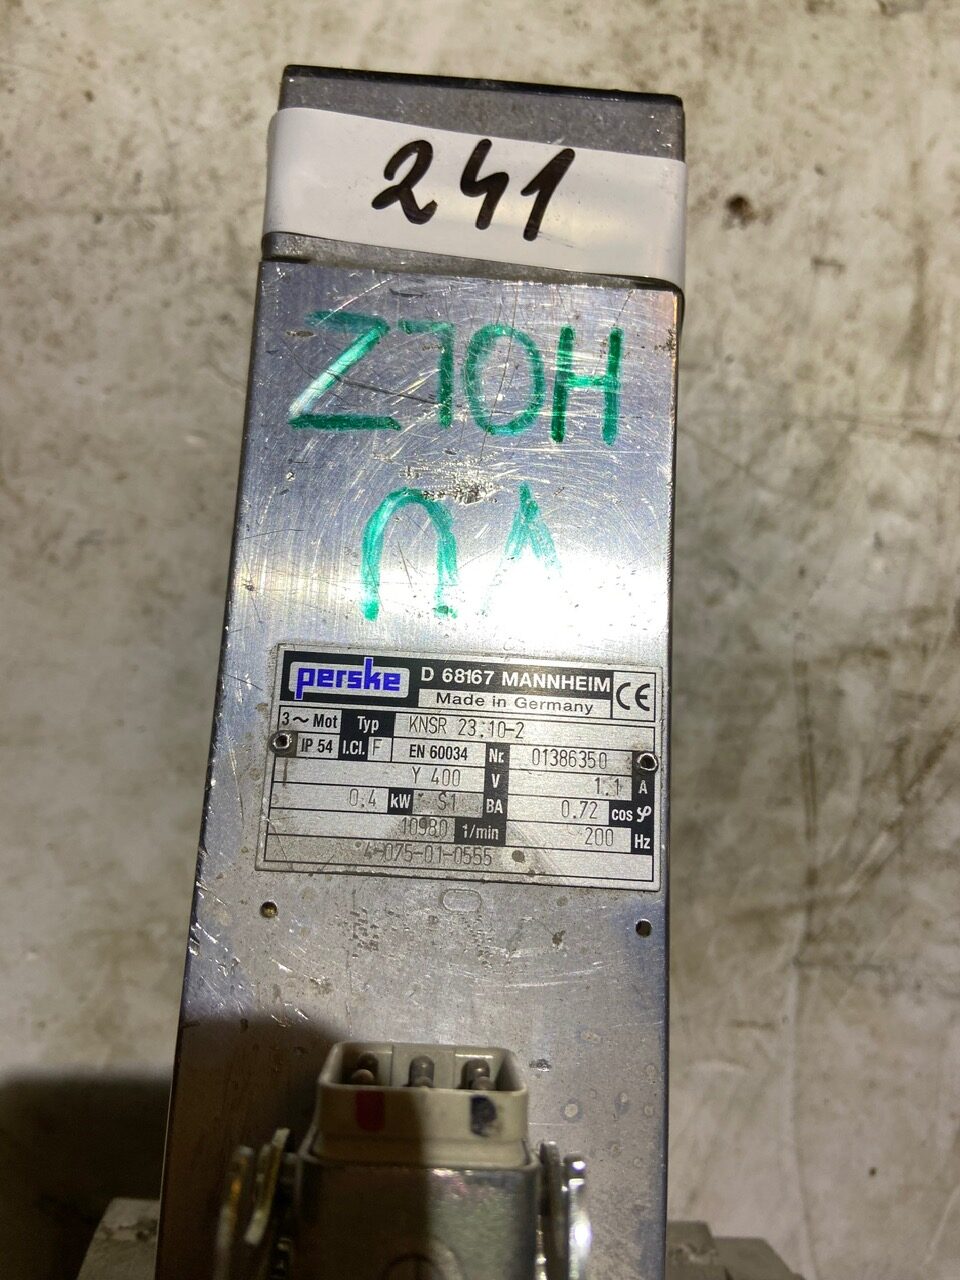 241
HOLZ
VU
perske D 68167 MANNHEIM
Made in Germany CE
3~ Mot Typ KNSR 23.10-2
IP 54 I.Cl. F EN 60034 Nr. 01386350
Y 400 V 1.1 A
0.4 kW S1 BA 0.72 cos φ
10980 1/min 200 Hz
4-075-01-0555